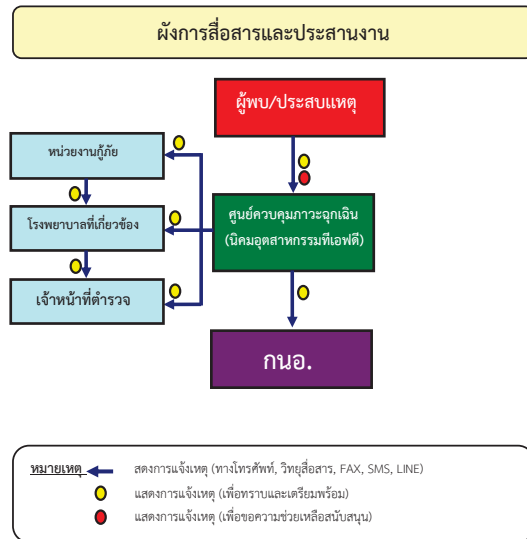 ผังการสื่อสารและประสานงาน
ผู้พบ/ประสบเหตุ
หน่วยงานกู้ภัย
โรงพยาบาลที่เกี่ยวข้อง
เจ้าหน้าที่ตำรวจ
ศูนย์ควบคุมภาวะฉุกเฉิน
(นิคมอุตสาหกรรมทีเอฟดี)
กนอ.
หมายเหตุ สดงการแจ้งเหตุ (ทางโทรศัพท์, วิทยุสื่อสาร, FAX, SMS, LINE)
แสดงการแจ้งเหตุ (เพื่อทราบและเตรียมพร้อม)
แสดงการแจ้งเหตุ (เพื่อขอความช่วยเหลือสนับสนุน)